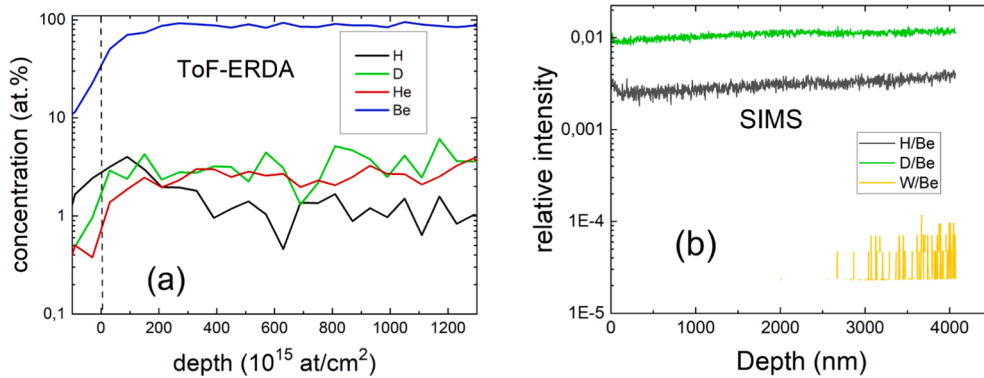 100
10
1
0,1
concentration (at.%)
ToF-ERDA
H
D
He
Be
(a)
0 200 400 600 800 1000 1200
depth (10¹⁵ at/cm²)
0,01
0,001
1E-4
1E-5
relative intensity
SIMS
H/Be
D/Be
W/Be
(b)
0 1000 2000 3000 4000
Depth (nm)